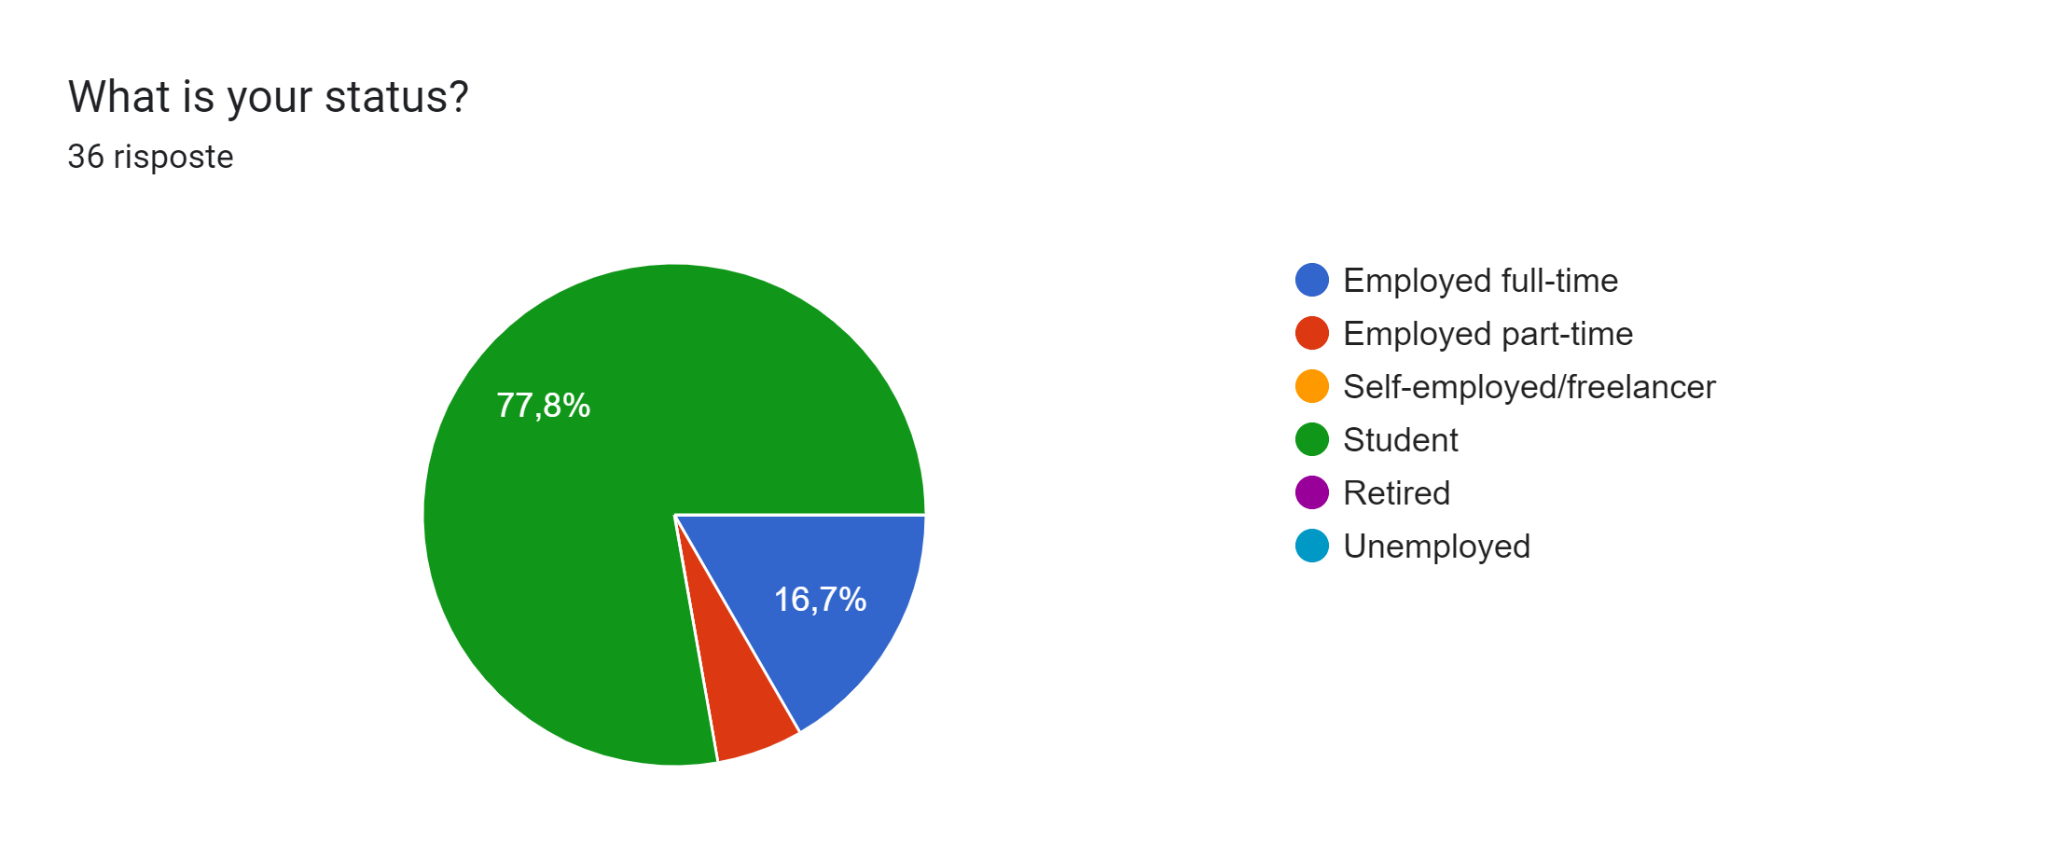 What is your status?
36 risposte
77,8%
16,7%
Employed full-time
Employed part-time
Self-employed/freelancer
Student
Retired
Unemployed